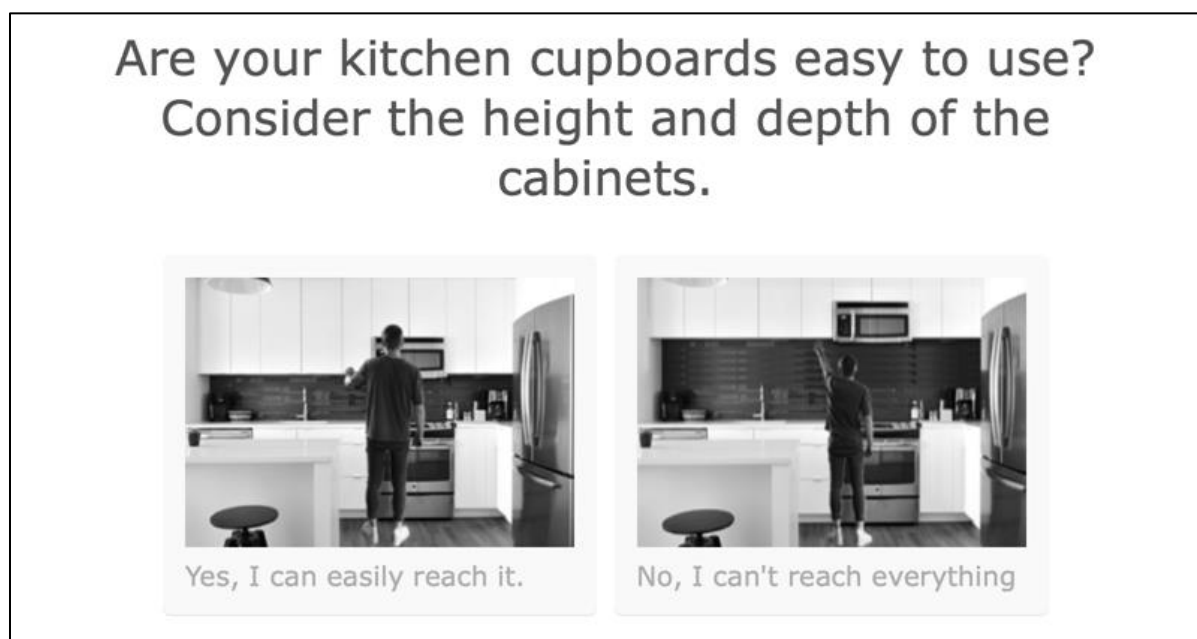 Are your kitchen cupboards easy to use?
Consider the height and depth of the
cabinets.
Yes, I can easily reach it.
No, I can't reach everything